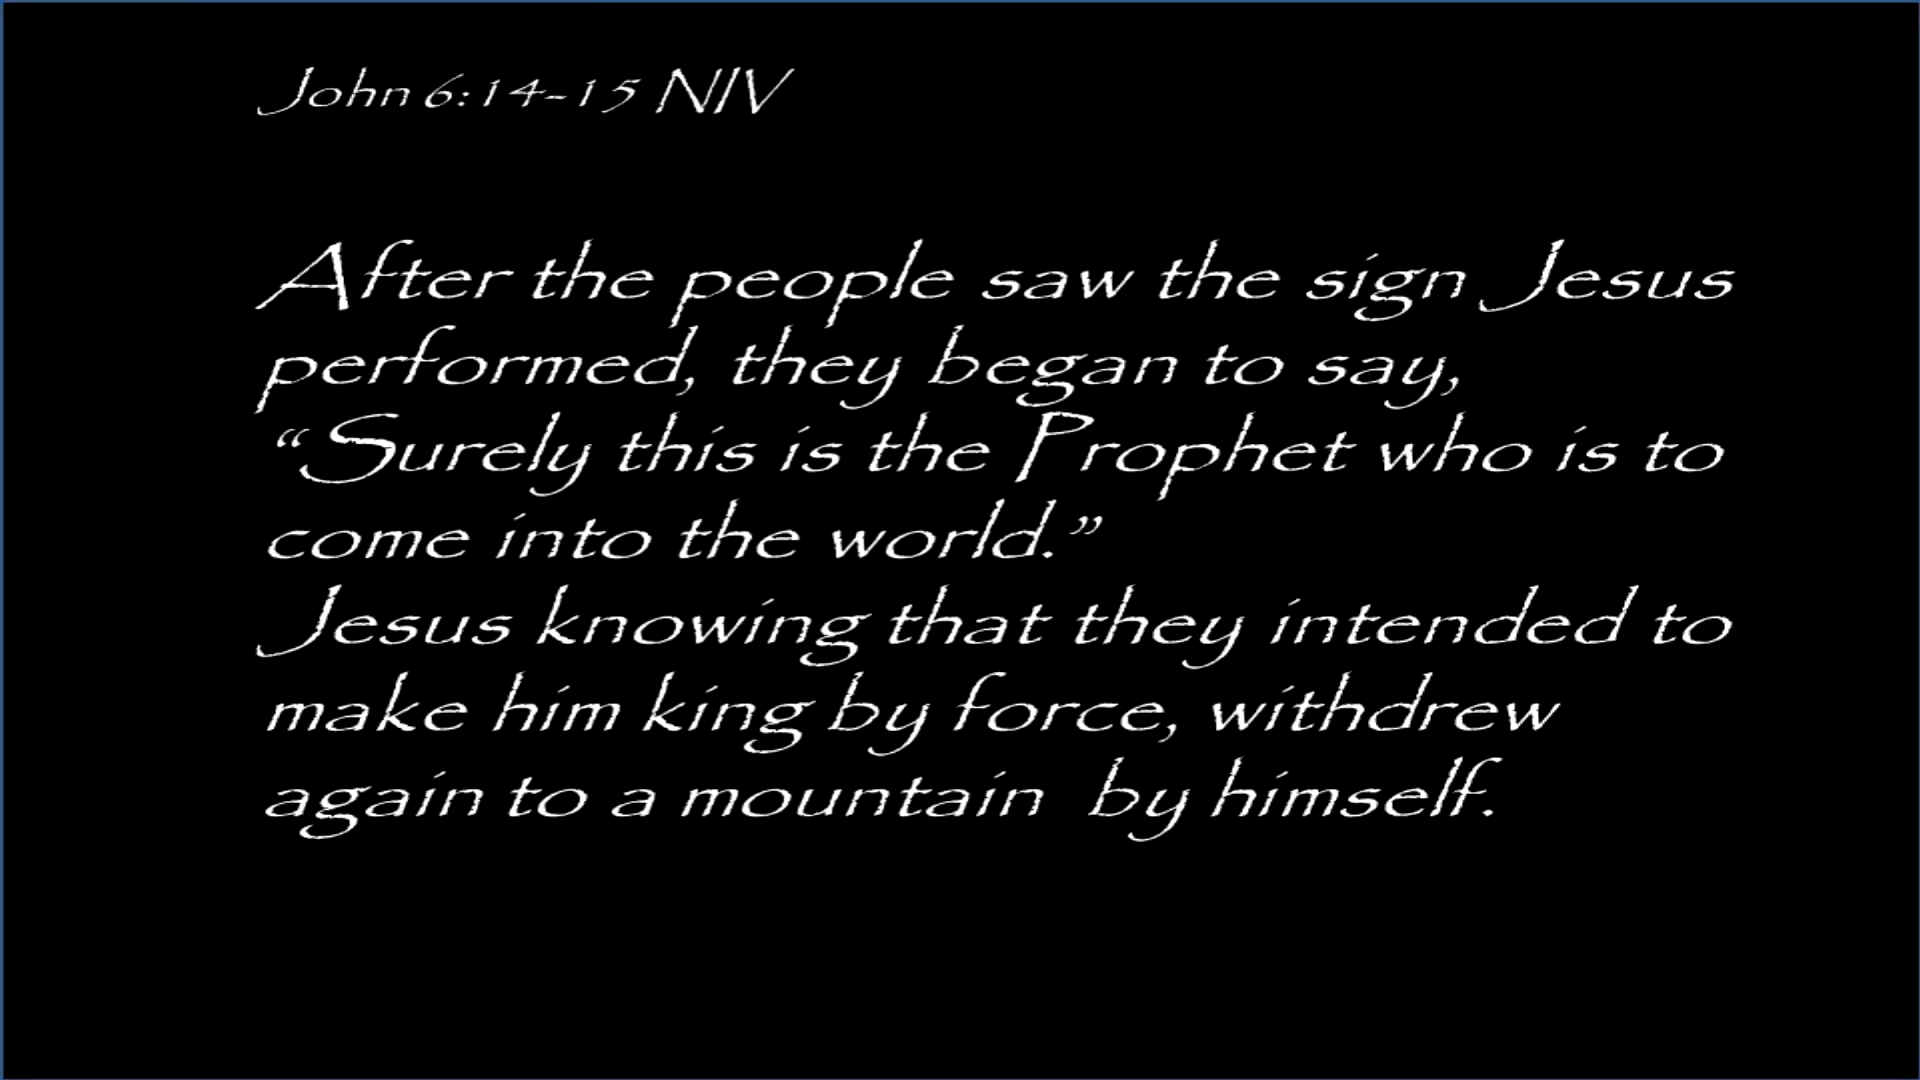 John 6:14-15 NIV
After the people saw the sign Jesus
performed, they began to say,
“Surely this is the Prophet who is to
come into the world.”
Jesus knowing that they intended to
make him king by force, withdrew
again to a mountain  by himself.